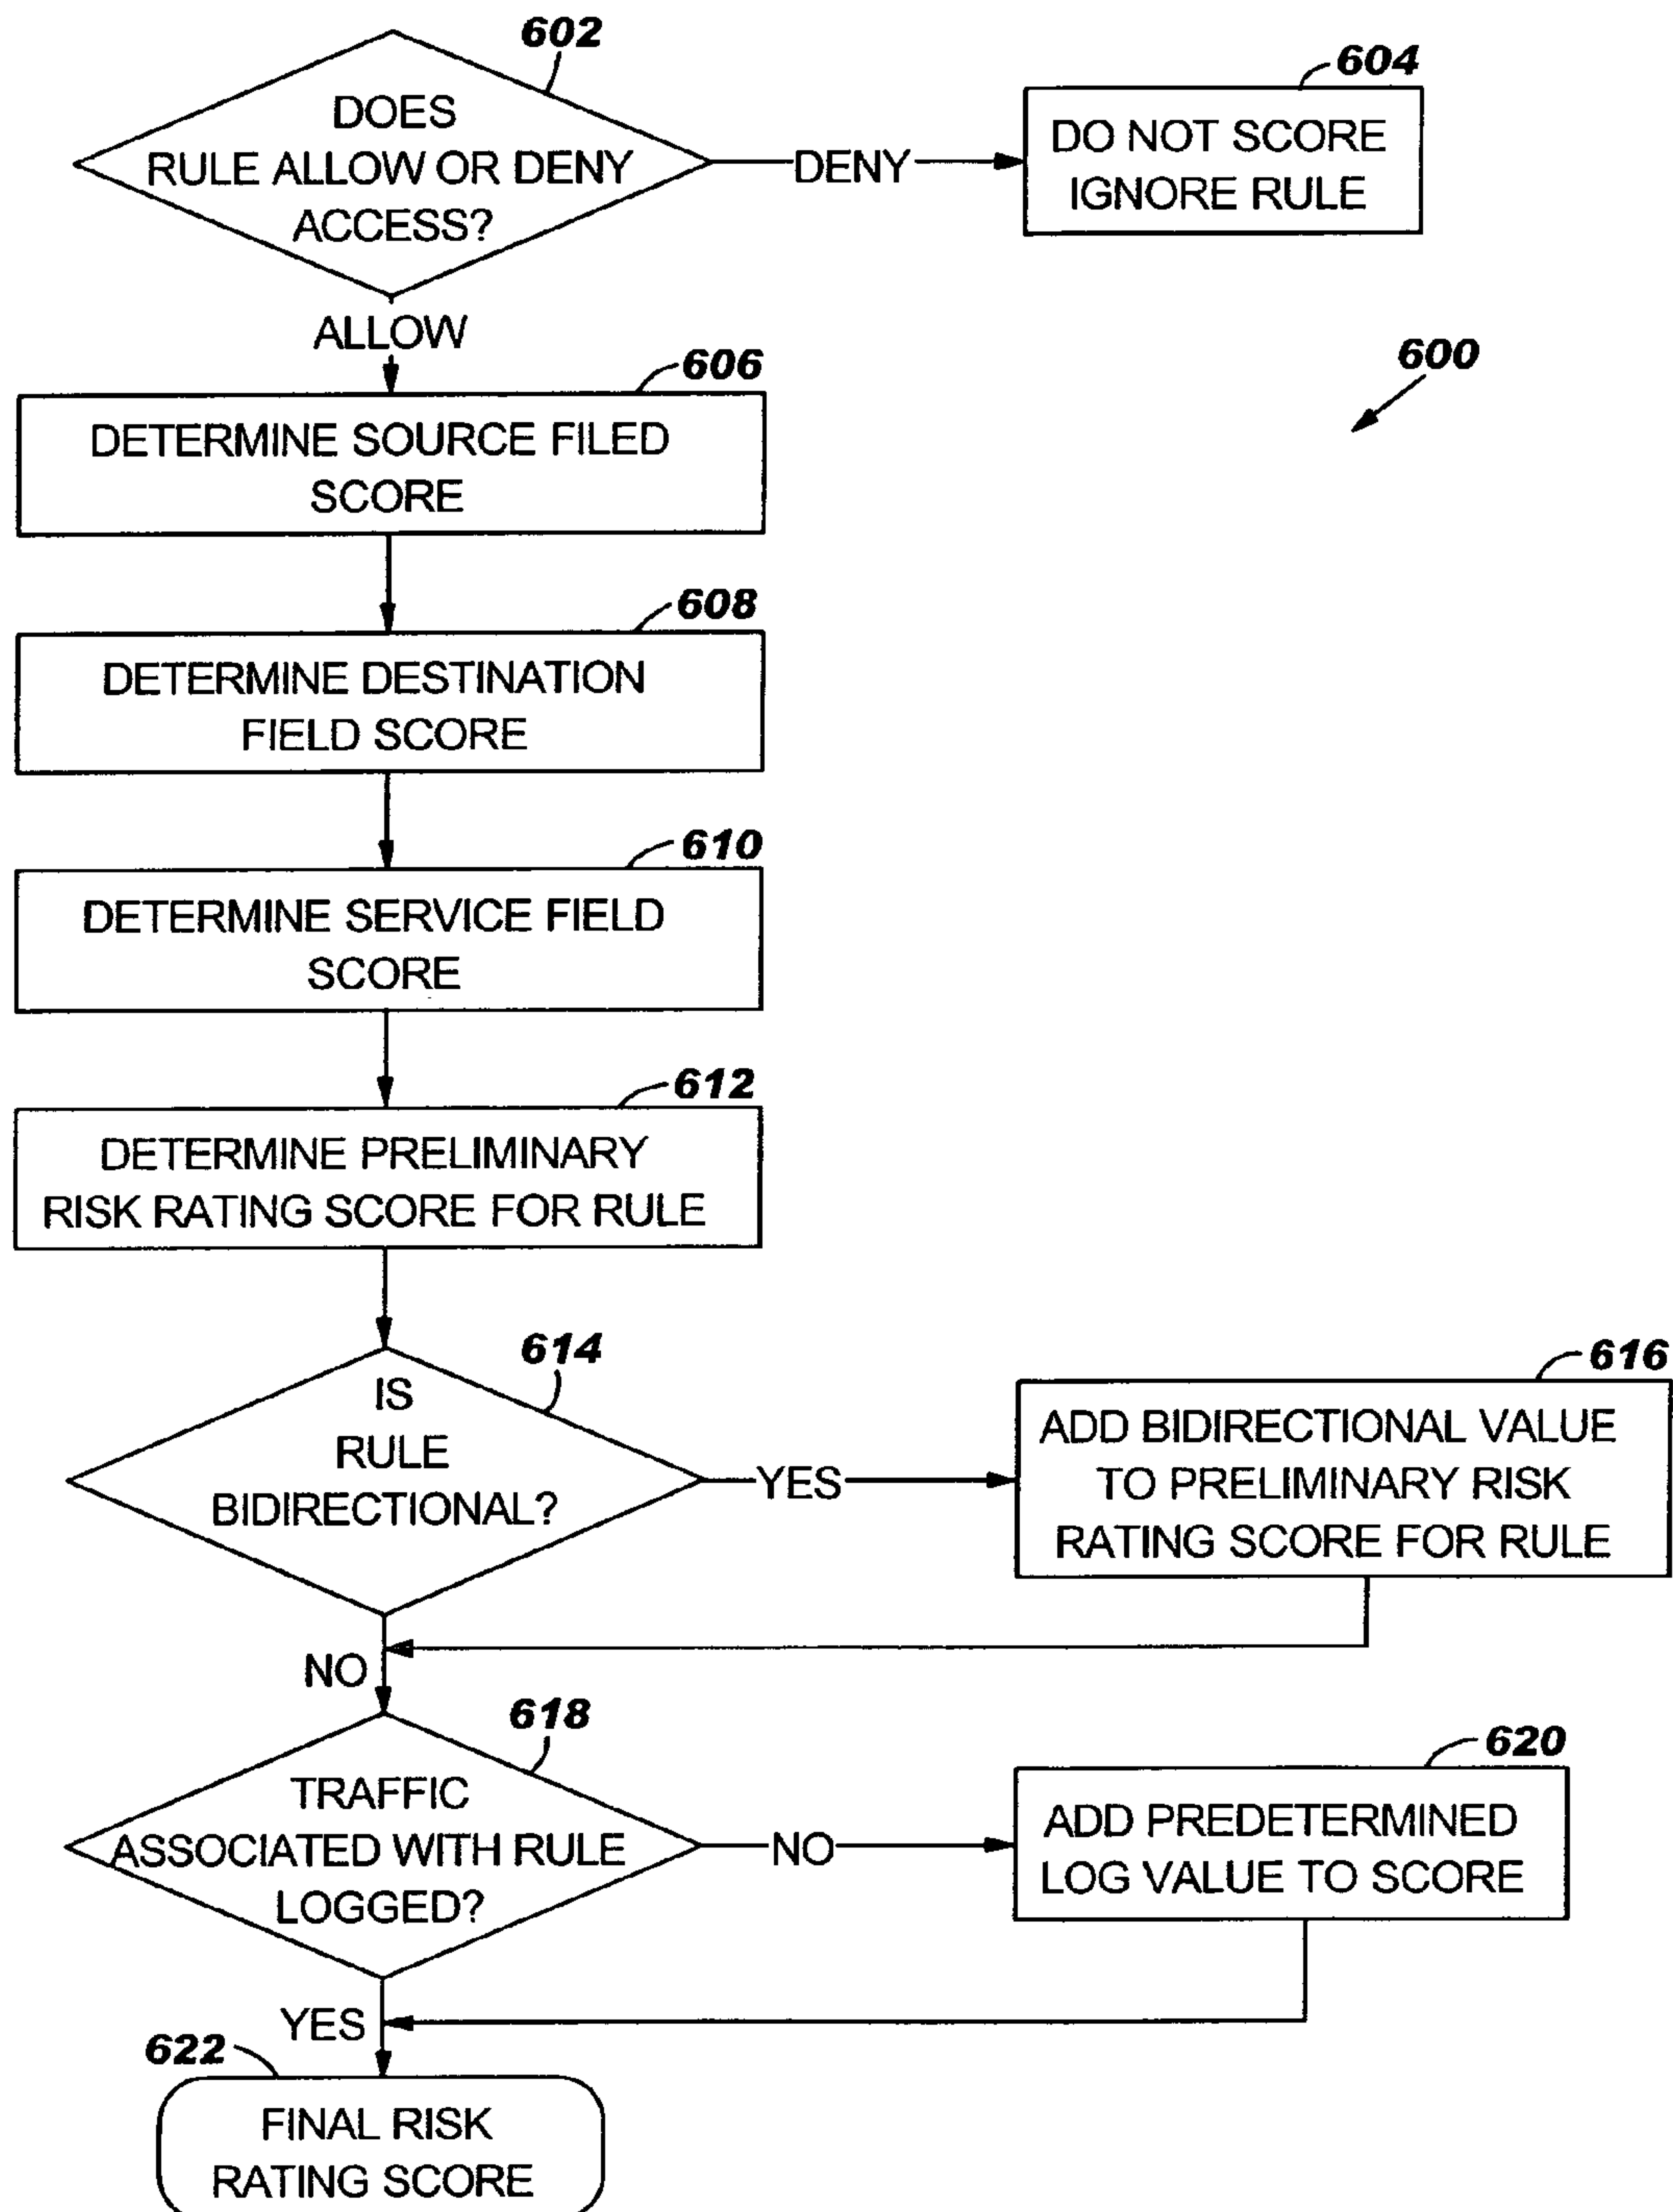 602
DOES
RULE ALLOW OR DENY
ACCESS?
DENY
604
DO NOT SCORE
IGNORE RULE
ALLOW
600
606
DETERMINE SOURCE FILED
SCORE
608
DETERMINE DESTINATION
FIELD SCORE
610
DETERMINE SERVICE FIELD
SCORE
612
DETERMINE PRELIMINARY
RISK RATING SCORE FOR RULE
614
IS
RULE
BIDIRECTIONAL?
YES
616
ADD BIDIRECTIONAL VALUE
TO PRELIMINARY RISK
RATING SCORE FOR RULE
NO
618
TRAFFIC
ASSOCIATED WITH RULE
LOGGED?
NO
620
ADD PREDETERMINED
LOG VALUE TO SCORE
YES
622
FINAL RISK
RATING SCORE